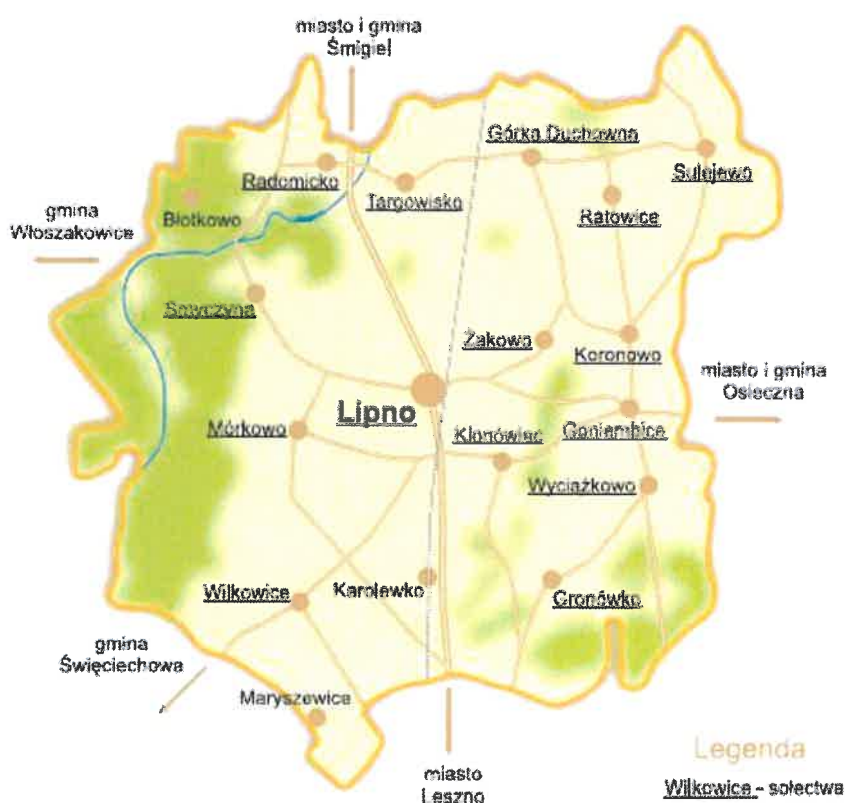 miasto i gmina
Śmigiel
Górka Duchowna
Radomicko
Sulejewo
Targowisko
Ratowice
Błotkowo
gmina
Włoszakowice
Smyczyna
Żakowo
Koronowo
miasto i gmina
Osieczna
Lipno
Mórkowo
Klonówiec
Goniembice
Wyciążkowo
Wilkowice
Karolewko
Gronówko
gmina
Święciechowa
Maryszewice
miasto
Leszno
Legenda
Wilkowice - sołectwa